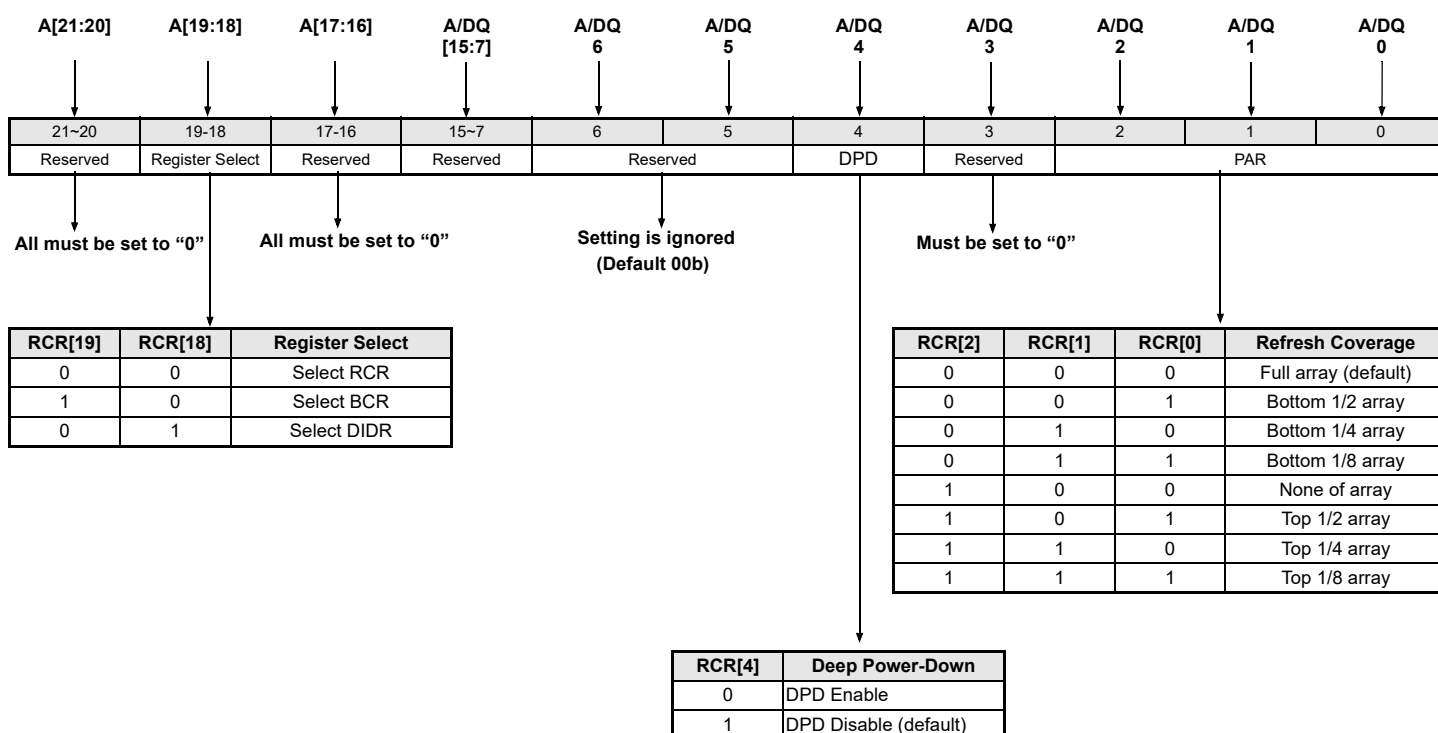 A[21:20] A[19:18] A[17:16] A/DQ [15:7] A/DQ 6 A/DQ 5 A/DQ 4 A/DQ 3 A/DQ 2 A/DQ 1 A/DQ 0
21~20 19-18 17-16 15~7 6 5 4 3 2 1 0
Reserved Register Select Reserved Reserved Reserved DPD Reserved PAR
All must be set to “0”
All must be set to “0”
Setting is ignored
(Default 00b)
Must be set to “0”
RCR[19] RCR[18] Register Select
0 0 Select RCR
1 0 Select BCR
0 1 Select DIDR
RCR[2] RCR[1] RCR[0] Refresh Coverage
0 0 0 Full array (default)
0 0 1 Bottom 1/2 array
0 1 0 Bottom 1/4 array
0 1 1 Bottom 1/8 array
1 0 0 None of array
1 0 1 Top 1/2 array
1 1 0 Top 1/4 array
1 1 1 Top 1/8 array
RCR[4] Deep Power-Down
0 DPD Enable
1 DPD Disable (default)